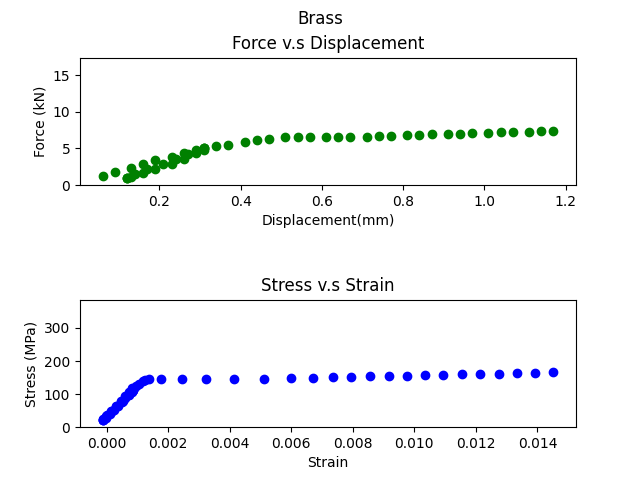 Brass
Force v.s Displacement
15
10
5
0
Force (kN)
0.2 0.4 0.6 0.8 1.0 1.2
Displacement(mm)
Stress v.s Strain
300
200
100
0
Stress (MPa)
0.000 0.002 0.004 0.006 0.008 0.010 0.012 0.014
Strain